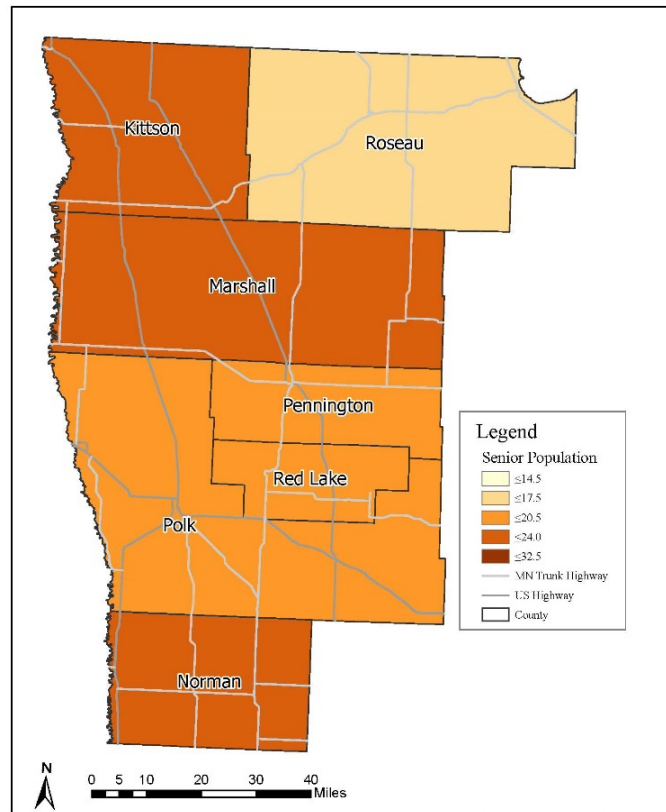 Kittson
Roseau
Marshall
Pennington
Red Lake
Polk
Norman
Legend
Senior Population
≤14.5
≤17.5
≤20.5
<24.0
≤32.5
MN Trunk Highway
US Highway
County
N
0 5 10 20 30 40
Miles